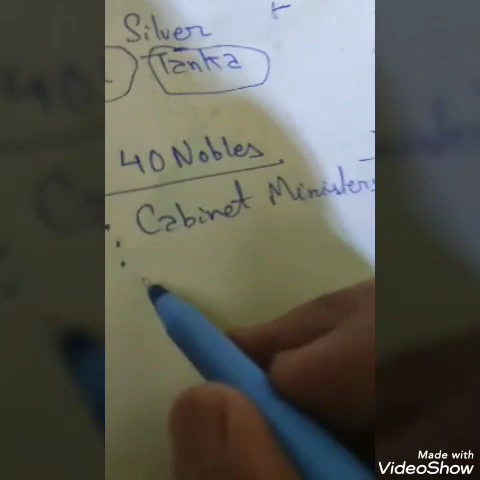 Silver
Tanka
40 Nobles
Cabinet Ministers
Made with
VideoShow